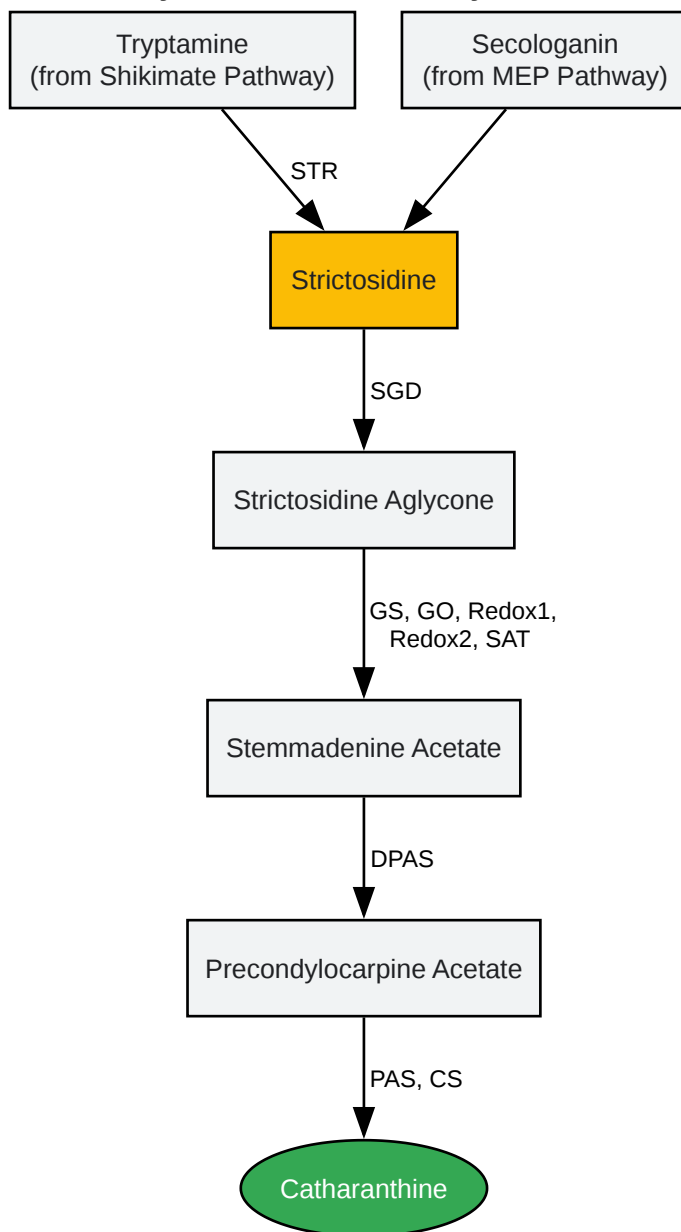 Tryptamine
(from Shikimate Pathway)
Secologanin
(from MEP Pathway)
STR
Strictosidine
SGD
Strictosidine Aglycone
GS, GO, Redox1,
Redox2, SAT
Stemmadenine Acetate
DPAS
Precondylocarpine Acetate
PAS, CS
Catharanthine